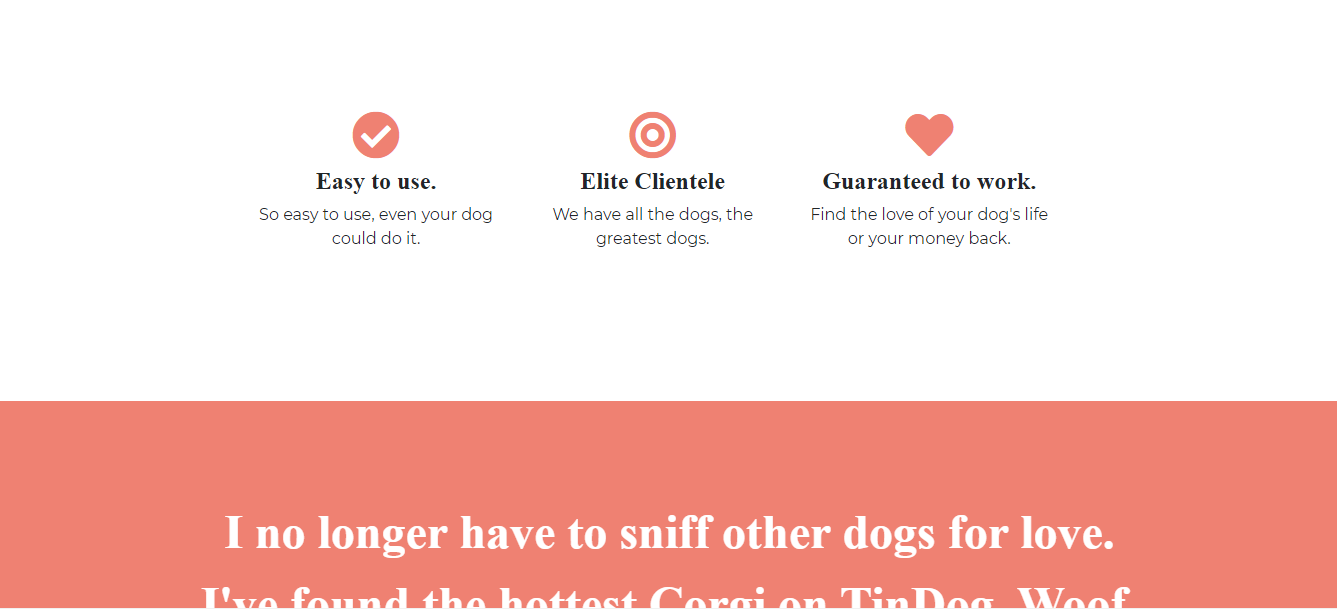 Easy to use.
So easy to use, even your dog
could do it.
Elite Clientele
We have all the dogs, the
greatest dogs.
Guaranteed to work.
Find the love of your dog's life
or your money back.
I no longer have to sniff other dogs for love.
I've found the hottest Corgi on TinDog. Woof